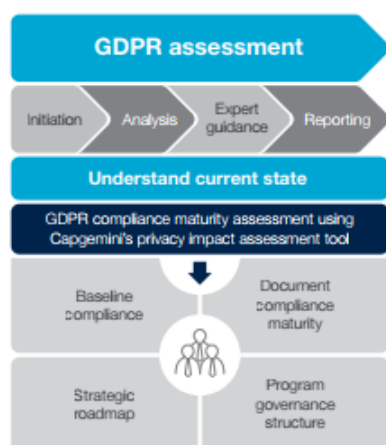 GDPR assessment
Initiation
Analysis
Expert
guidance
Reporting
Understand current state
GDPR compliance maturity assessment using
Capgemini's privacy impact assessment tool
Baseline
compliance
Document
compliance
maturity
Strategic
roadmap
Program
governance
structure